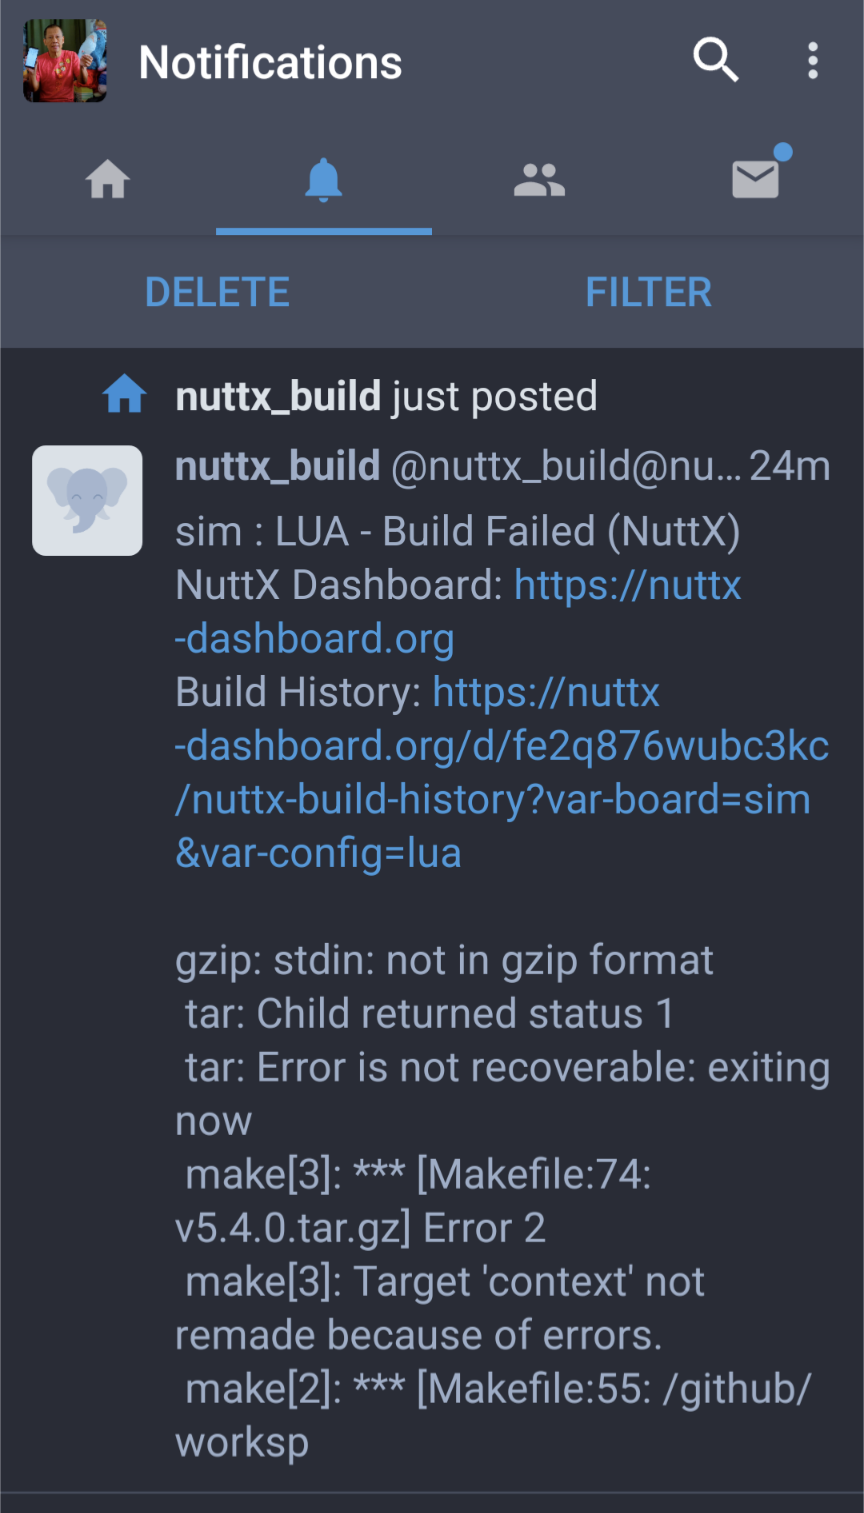 Notifications
DELETE FILTER
nuttx_build just posted
nuttx_build @nuttx_build@nu... 24m
sim : LUA - Build Failed (NuttX)
NuttX Dashboard: https://nuttx
-dashboard.org
Build History: https://nuttx
-dashboard.org/d/fe2q876wubc3kc
/nuttx-build-history?var-board=sim
&var-config=lua
gzip: stdin: not in gzip format
tar: Child returned status 1
tar: Error is not recoverable: exiting
now
make[3]: *** [Makefile:74:
v5.4.0.tar.gz] Error 2
make[3]: Target 'context' not
remade because of errors.
make[2]: *** [Makefile:55: /github/
worksp